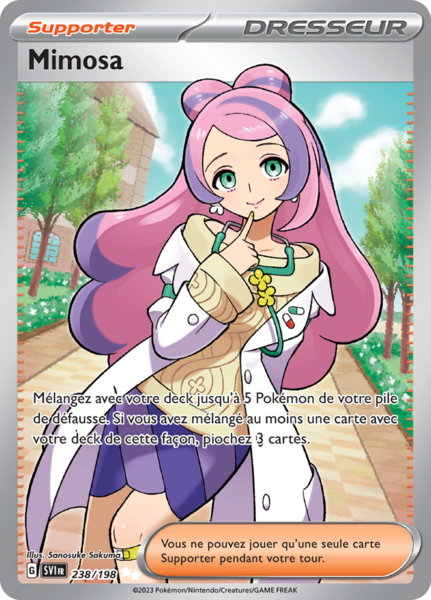 Supporter
DRESSEUR
Mimosa
Mélangez avec votre deck jusqu'à 5 Pokémon de votre pile
de défausse. Si vous avez mélangé au moins une carte avec
votre deck de cette façon, piochez 3 cartes.
Illus. Sanosuke Sakuma
G SVI FR 238/198
Vous ne pouvez jouer qu'une seule carte
Supporter pendant votre tour.
©2023 Pokémon/Nintendo/Creatures/GAME FREAK